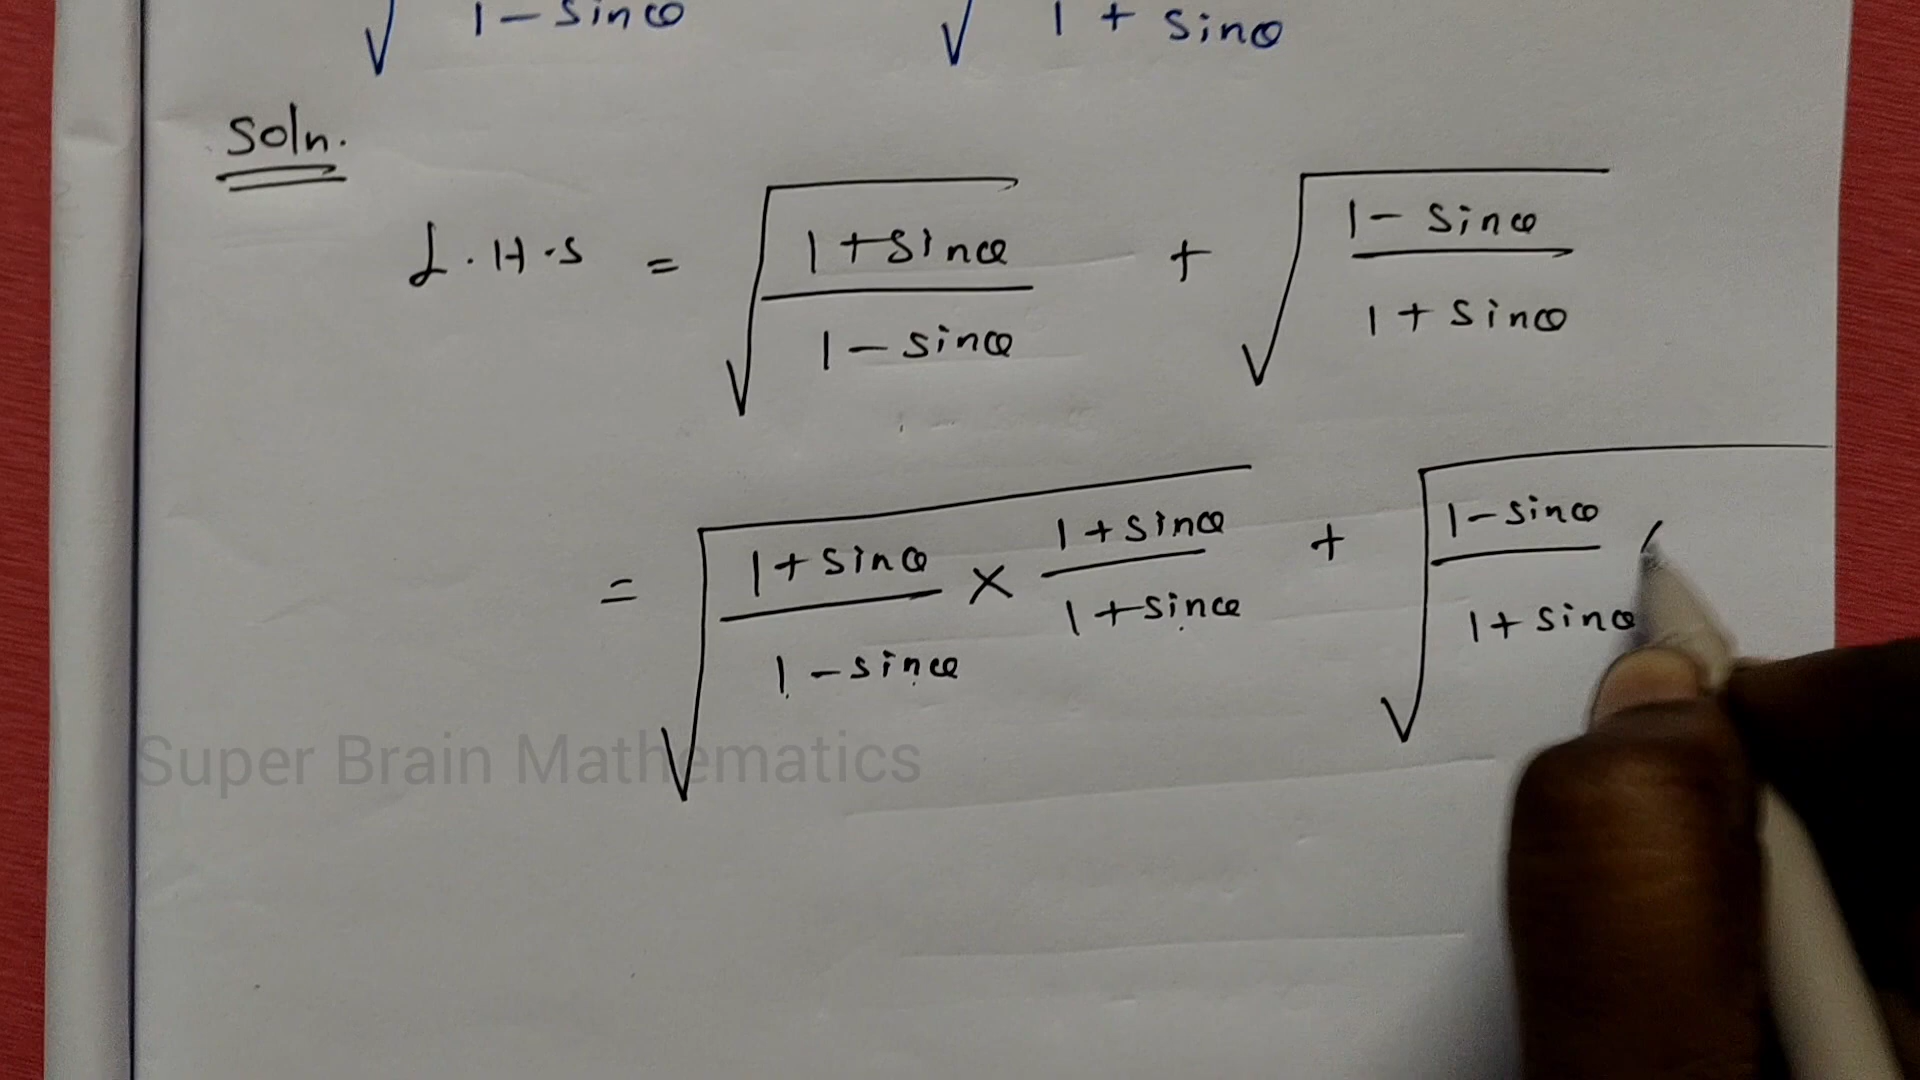 √ 1 - sinθ √ 1 + sinθ
Soln.
L.H.S = √(1+sinθ / 1-sinθ) + √(1-sinθ / 1+sinθ)
= √(1+sinθ / 1-sinθ × 1+sinθ / 1+sinθ) + √(1-sinθ / 1+sinθ
Super Brain Mathematics